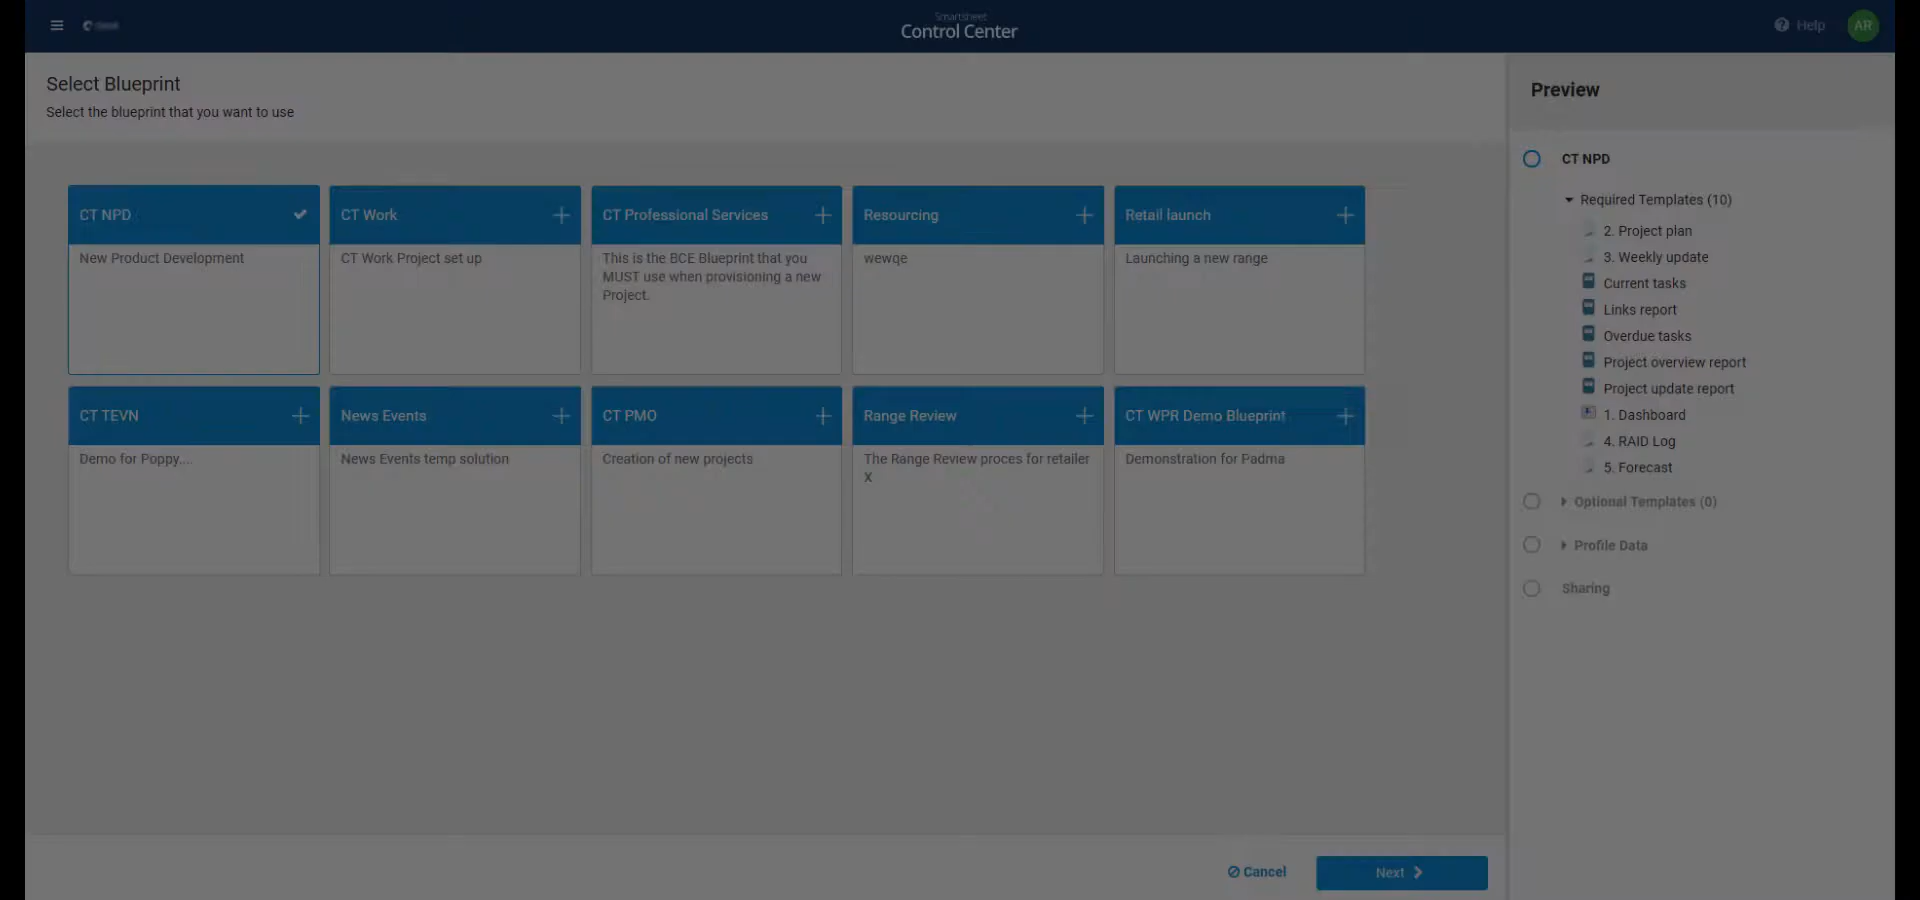 Smartsheet
Control Center
Help
AR
Select Blueprint
Select the blueprint that you want to use
CT NPD
New Product Development
CT Work
CT Work Project set up
CT Professional Services
This is the BCE Blueprint that you
MUST use when provisioning a new
Project.
Resourcing
wewqe
Retail launch
Launching a new range
CT TEVN
Demo for Poppy....
News Events
News Events temp solution
CT PMO
Creation of new projects
Range Review
The Range Review proces for retailer
X
CT WPR Demo Blueprint
Demonstration for Padma
Cancel
Next
Preview
CT NPD
Required Templates (10)
2. Project plan
3. Weekly update
Current tasks
Links report
Overdue tasks
Project overview report
Project update report
1. Dashboard
4. RAID Log
5. Forecast
Optional Templates (0)
Profile Data
Sharing